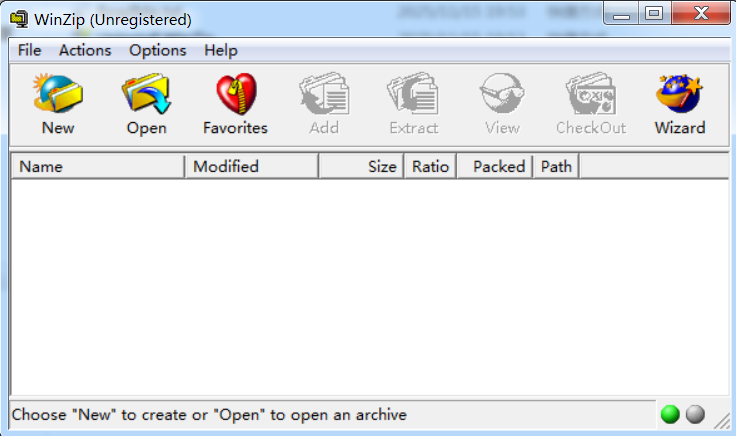 WinZip (Unregistered)
File Actions Options Help
New Open Favorites Add Extract View CheckOut Wizard
Name Modified Size Ratio Packed Path
Choose "New" to create or "Open" to open an archive